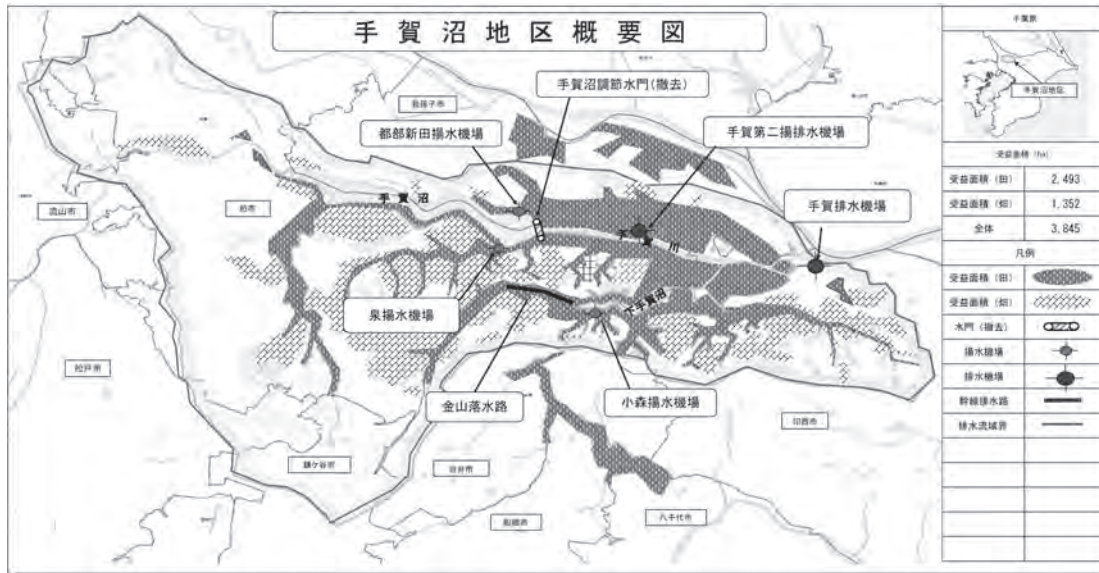 手賀沼地区概要図
手賀沼調節水門(撤去)
我孫子市
都部新田揚水機場
手賀第二揚排水機場
手賀排水機場
手賀沼
流山市
柏市
手賀川
泉揚水機場
下手賀沼
松戸市
金山落水路
小森揚水機場
印西市
鎌ケ谷市
白井市
船橋市
八千代市
千葉県
手賀沼地区
受益面積 (ha)
受益面積 (田) 2,493
受益面積 (畑) 1,352
全体 3,845
凡例
受益面積 (田)
受益面積 (畑)
水門 (撤去)
揚水機場
排水機場
幹線排水路
排水流域界